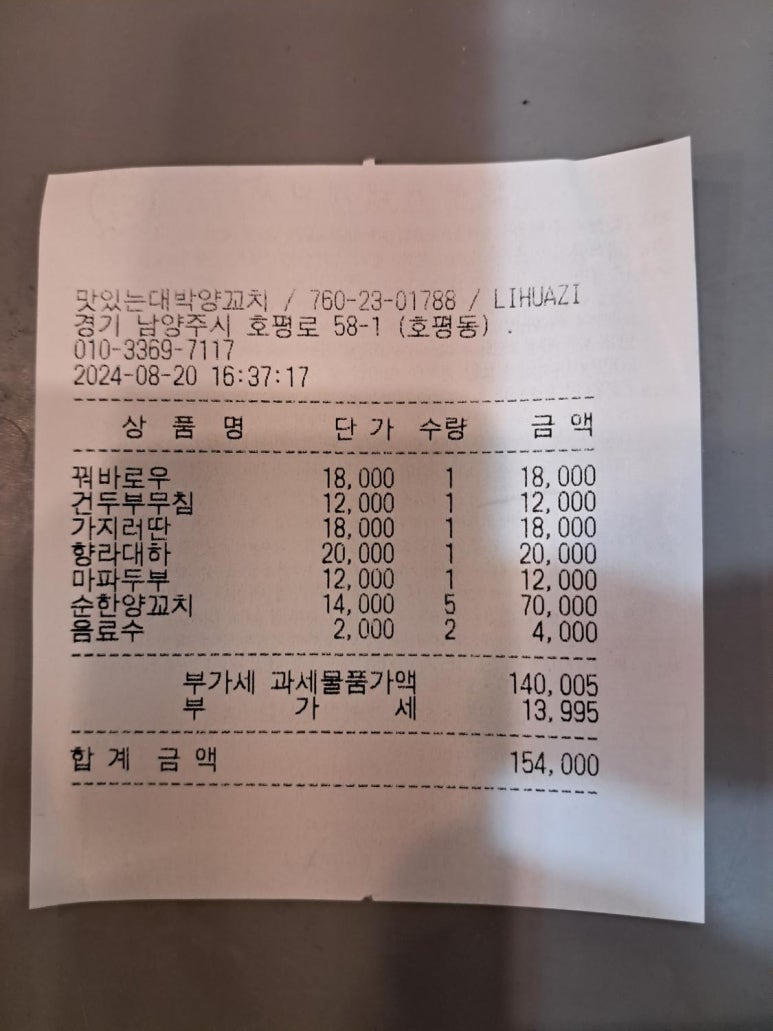 맛있는대박양꼬치 / 760-23-01788 / LIHUAZI
경기 남양주시 호평로 58-1 (호평동) .
010-3369-7117
2024-08-20 16:37:17
상 품 명 단 가 수량 금 액
꿔바로우 18,000 1 18,000
건두부무침 12,000 1 12,000
가지러딴 18,000 1 18,000
향라대하 20,000 1 20,000
마파두부 12,000 1 12,000
순한양꼬치 14,000 5 70,000
음료수 2,000 2 4,000
부가세 과세물품가액 140,005
부 가 세 13,995
합 계 금 액 154,000